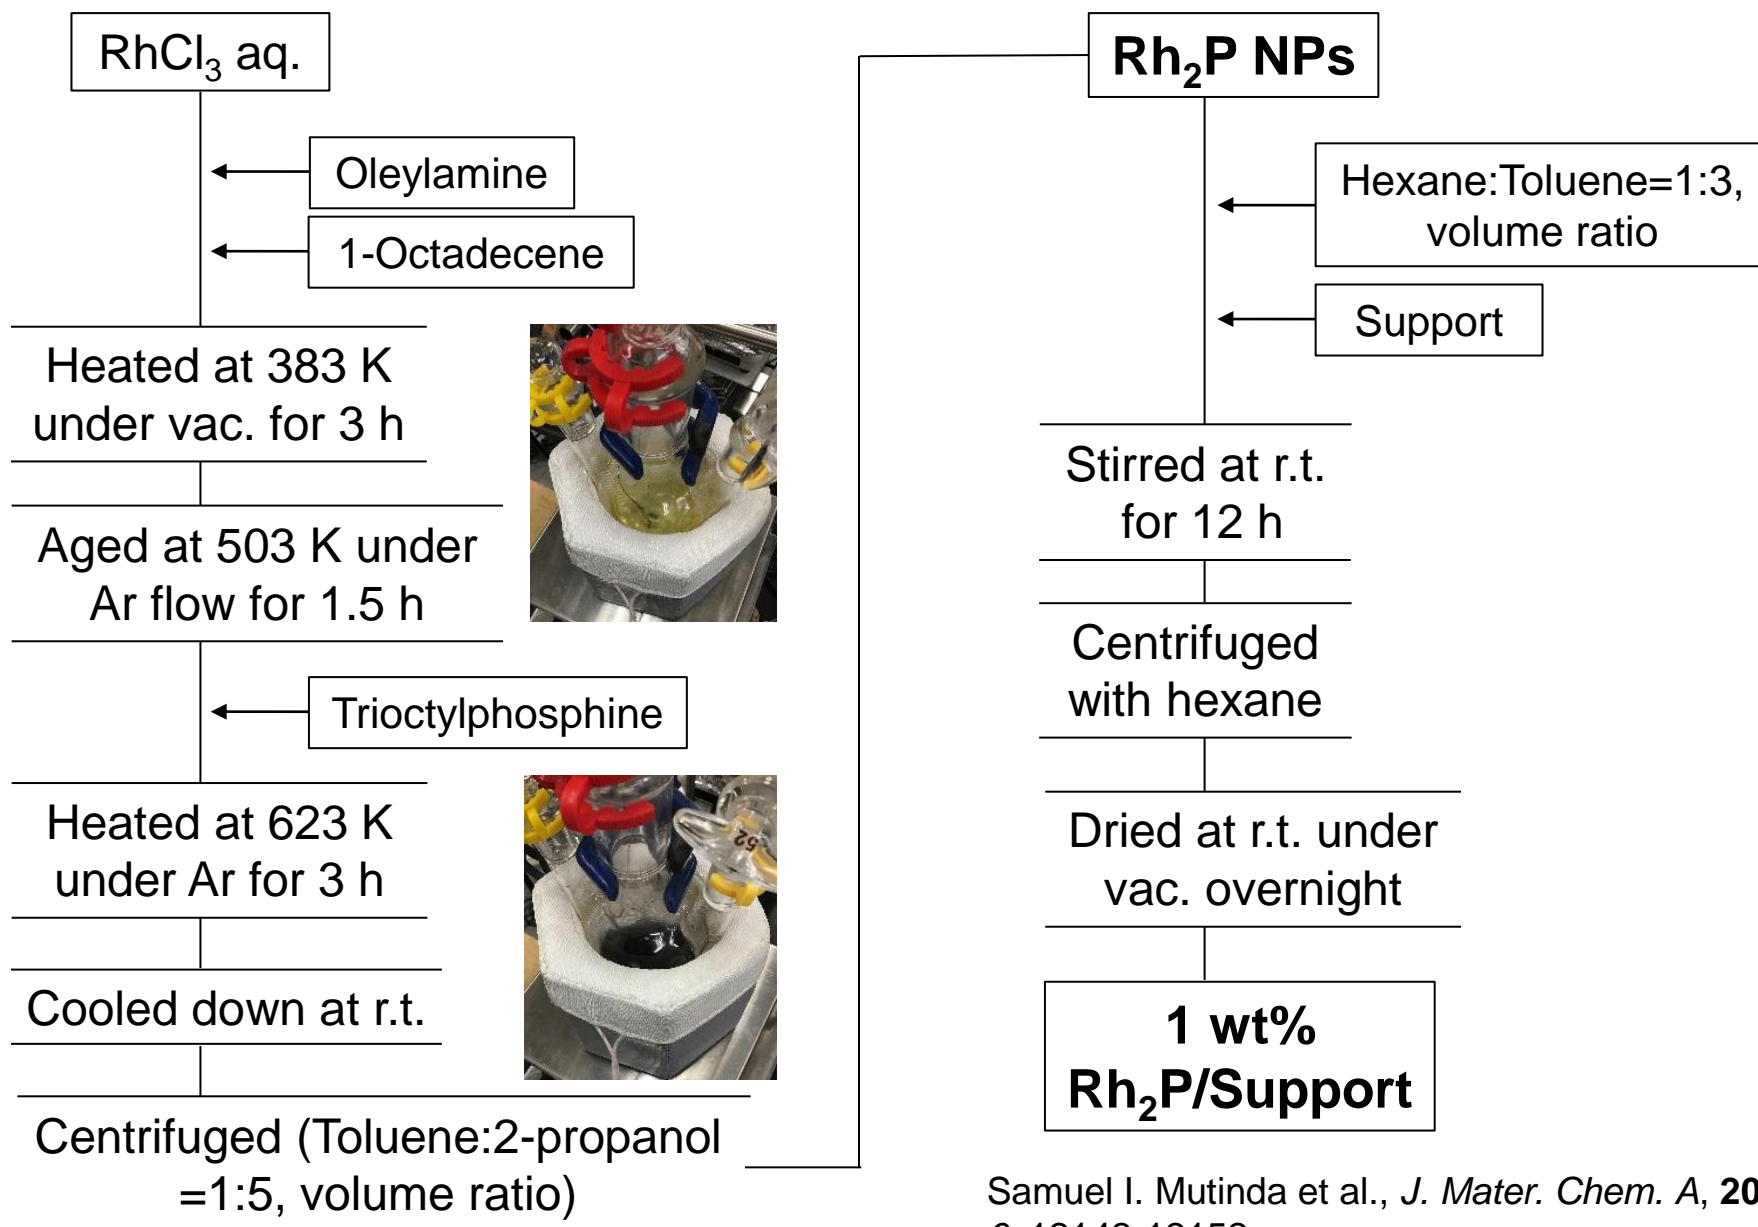 RhCl₃ aq.
Oleylamine
1-Octadecene
Heated at 383 K
under vac. for 3 h
Aged at 503 K under
Ar flow for 1.5 h
Trioctylphosphine
Heated at 623 K
under Ar for 3 h
Cooled down at r.t.
Centrifuged (Toluene:2-propanol
=1:5, volume ratio)
52
Rh₂P NPs
Hexane:Toluene=1:3,
volume ratio
Support
Stirred at r.t.
for 12 h
Centrifuged
with hexane
Dried at r.t. under
vac. overnight
1 wt%
Rh₂P/Support
Samuel I. Mutinda et al., J. Mater. Chem. A, 20